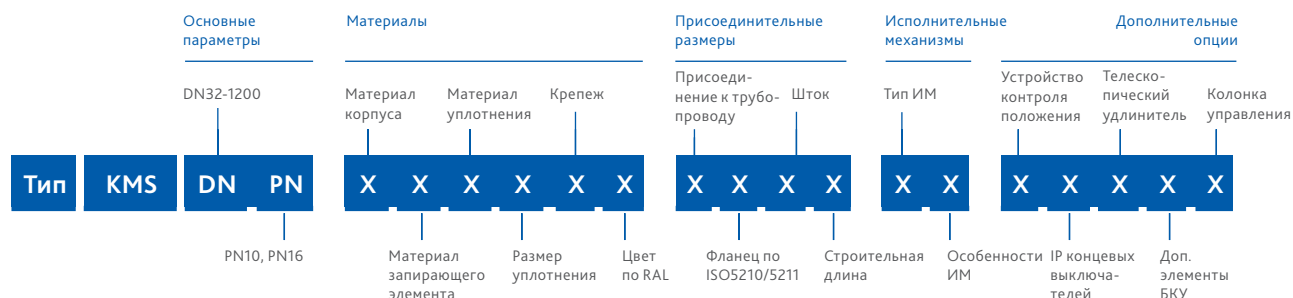 Основные
параметры
Материалы
Присоединительные
размеры
Исполнительные
механизмы
Дополнительные
опции
DN32-1200
Материал
корпуса
Материал
уплотнения
Крепеж
Присоеди-
нение к трубо-
проводу
Шток
Тип ИМ
Устройство
контроля
положения
Телеско-
пический
удлинитель
Колонка
управления
Тип KMS DN PN X X X X X X X X X X X X X X X X X
PN10, PN16
Материал
запирающего
элемента
Размер
уплотнения
Цвет
по RAL
Фланец по
ISO5210/5211
Строительная
длина
Особенности
ИМ
IP концевых
выключа-
телей
Доп.
элементы
БКУ